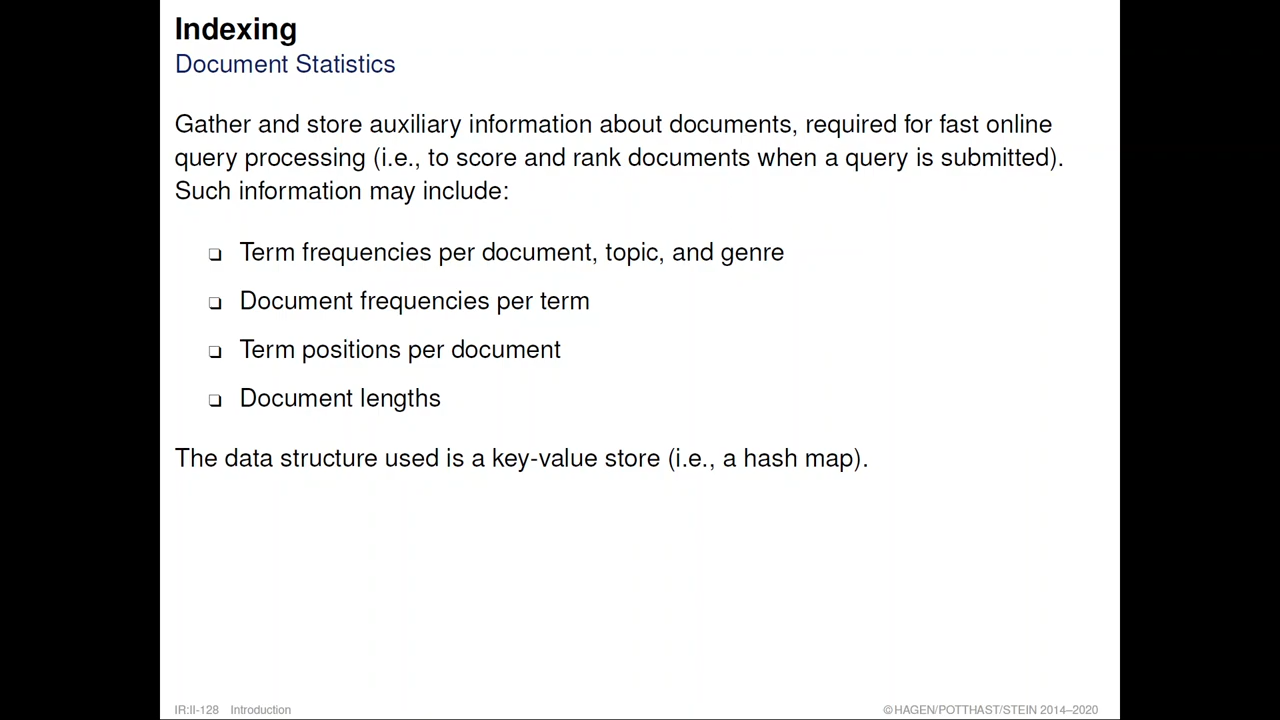 Indexing
Document Statistics
Gather and store auxiliary information about documents, required for fast online
query processing (i.e., to score and rank documents when a query is submitted).
Such information may include:
❏ Term frequencies per document, topic, and genre
❏ Document frequencies per term
❏ Term positions per document
❏ Document lengths
The data structure used is a key-value store (i.e., a hash map).
IR:II-128 Introduction
©HAGEN/POTTHAST/STEIN 2014–2020